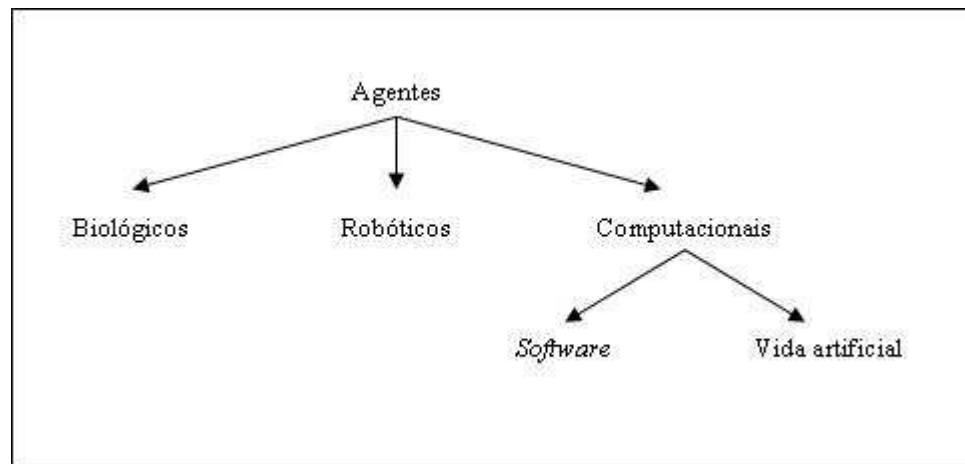 Agentes
Biológicos Robóticos Computacionais
Software Vida artificial